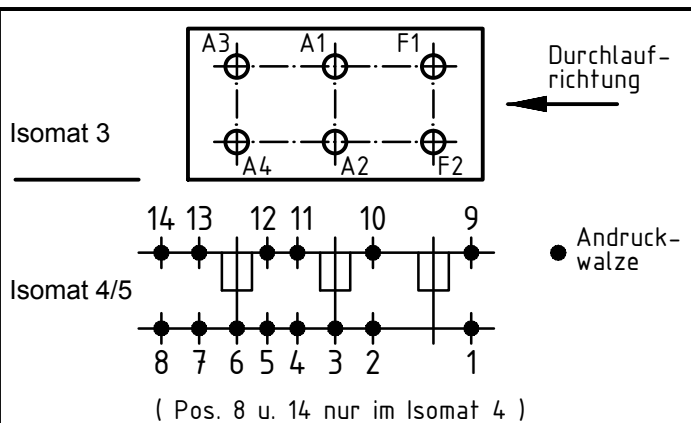 A3 A1 F1
Durchlauf-
richtung
Isomat 3
A4 A2 F2
14 13 12 11 10 9
Andruck-
walze
Isomat 4/5
8 7 6 5 4 3 2 1
( Pos. 8 u. 14 nur im Isomat 4 )